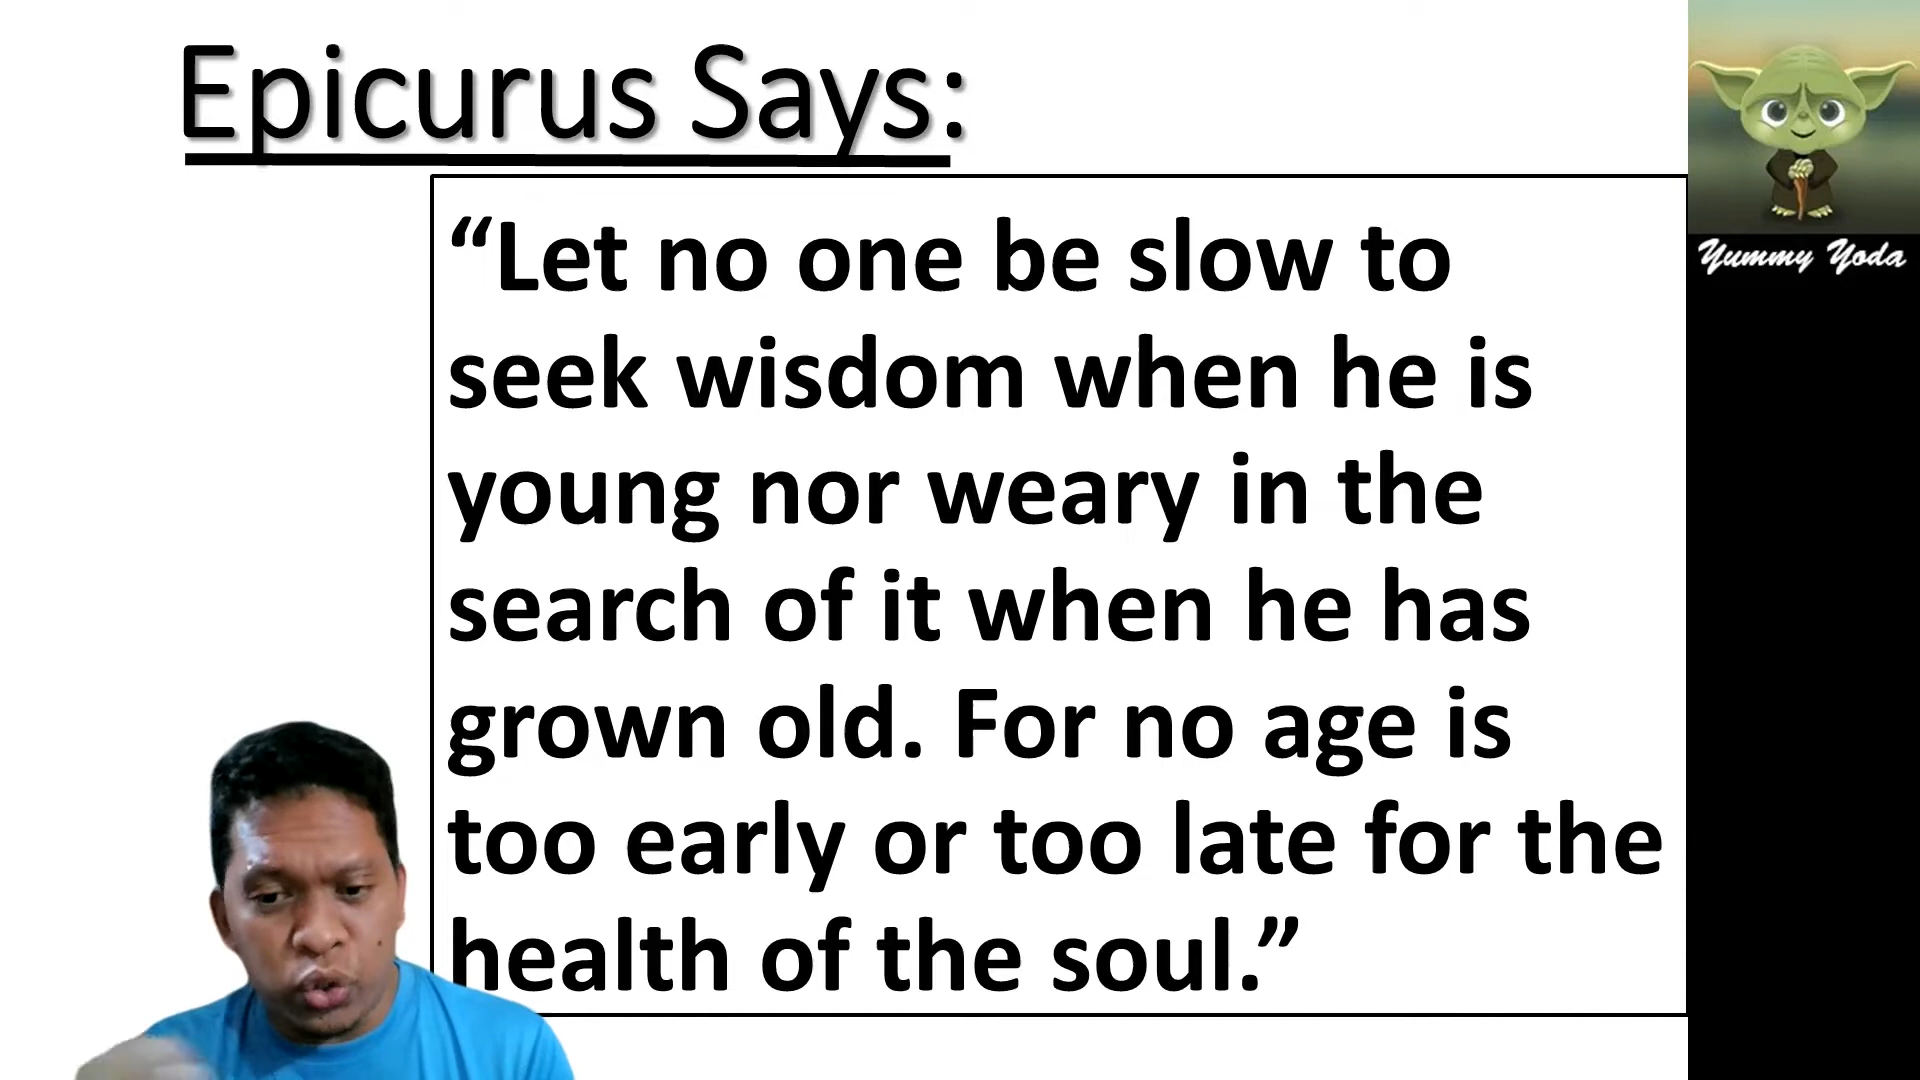 Epicurus Says:
“Let no one be slow to
seek wisdom when he is
young nor weary in the
search of it when he has
grown old. For no age is
too early or too late for the
health of the soul.”
Yummy Yoda